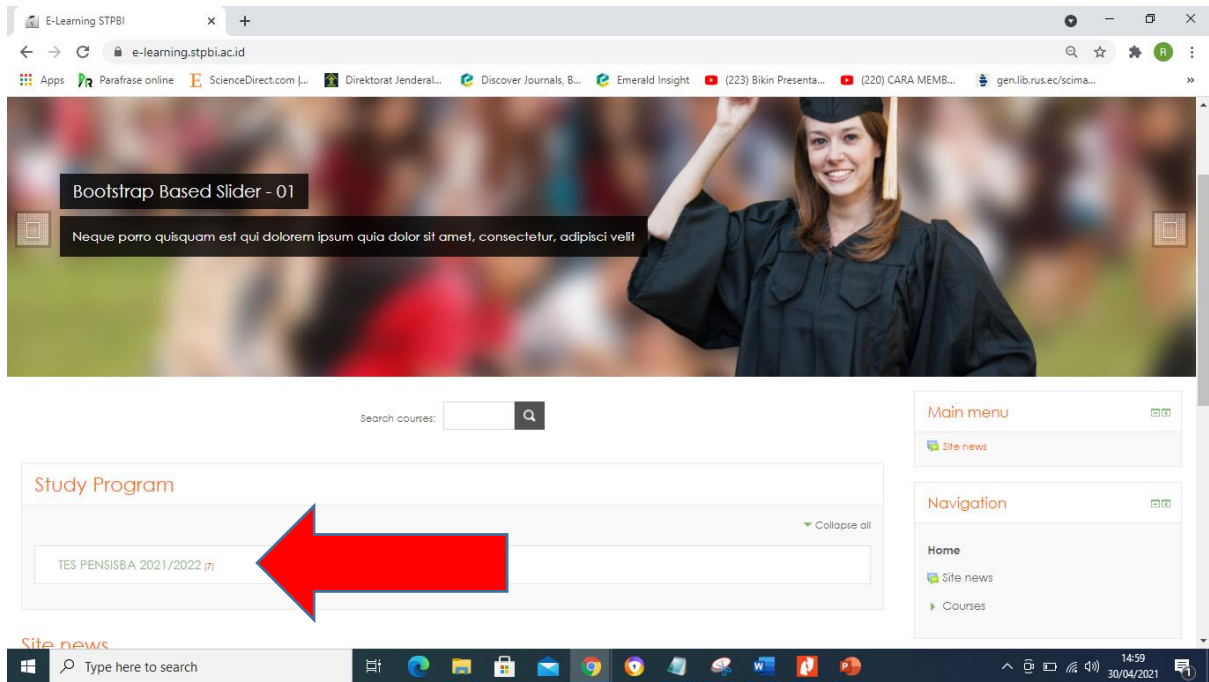 E-Learning STPBI
e-learning.stpbi.ac.id
R
Apps
Parafrase online
ScienceDirect.com |...
Direktorat Jenderal...
Discover Journals, B...
Emerald Insight
(223) Bikin Presenta...
(220) CARA MEMB...
gen.lib.rus.ec/scima...
»
Bootstrap Based Slider - 01
Neque porro quisquam est qui dolorem ipsum quia dolor sit amet, consectetur, adipisci velit
Search courses:
Main menu
Site news
Study Program
Collapse all
TES PENSISBA 2021/2022 (7)
Navigation
Home
Site news
Courses
Site news
Type here to search
14:59
30/04/2021
1